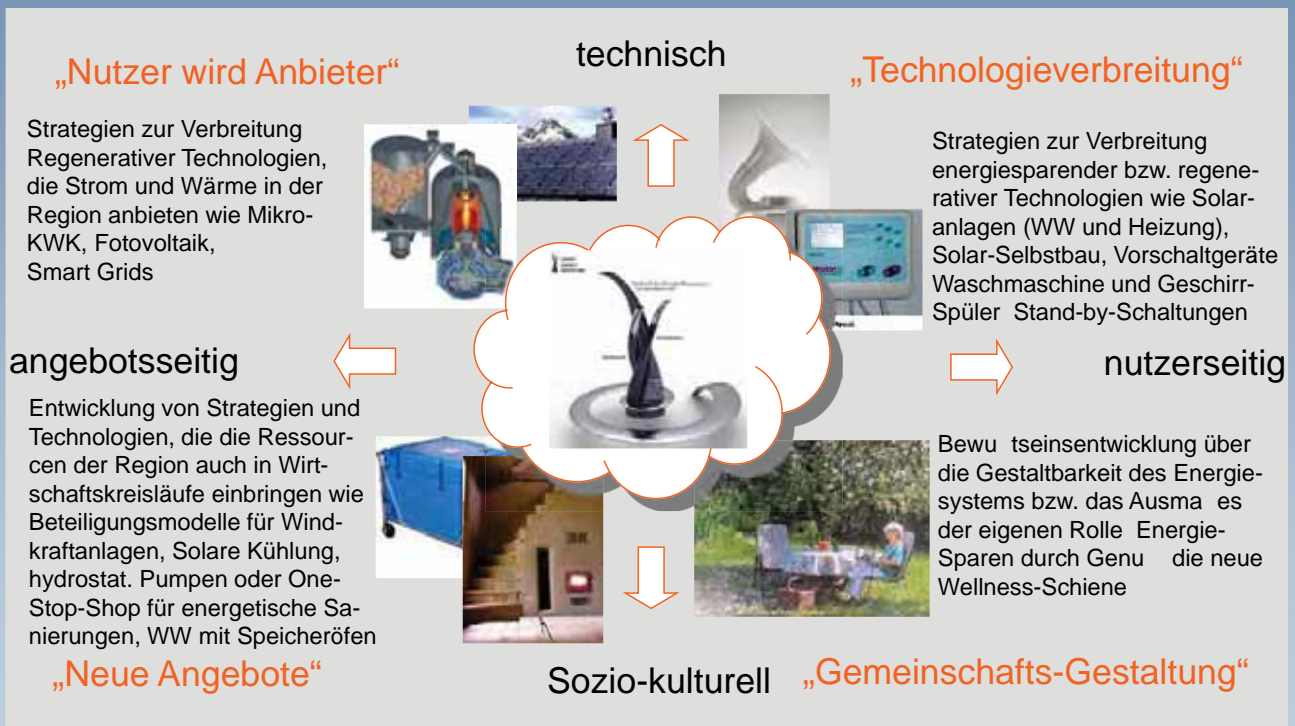 technisch
„Nutzer wird Anbieter“
„Technologieverbreitung“
Strategien zur Verbreitung
Regenerativer Technologien,
die Strom und Wärme in der
Region anbieten wie Mikro-
KWK, Fotovoltaik,
Smart Grids
Strategien zur Verbreitung
energiesparender bzw. regene-
rativer Technologien wie Solar-
anlagen (WW und Heizung),
Solar-Selbstbau, Vorschaltgeräte
Waschmaschine und Geschirr-
Spüler Stand-by-Schaltungen
angebotsseitig
nutzerseitig
Entwicklung von Strategien und
Technologien, die die Ressour-
cen der Region auch in Wirt-
schaftskreisläufe einbringen wie
Beteiligungsmodelle für Wind-
kraftanlagen, Solare Kühlung,
hydrostat. Pumpen oder One-
Stop-Shop für energetische Sa-
nierungen, WW mit Speicheröfen
Bewu tseinsentwicklung über
die Gestaltbarkeit des Energie-
systems bzw. das Ausma es
der eigenen Rolle Energie-
Sparen durch Genu die neue
Wellness-Schiene
„Neue Angebote“
Sozio-kulturell
„Gemeinschafts-Gestaltung“